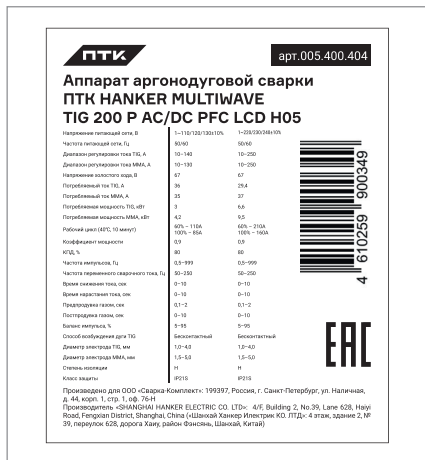 ПТК
арт.005.400.404
Аппарат аргонодуговой сварки
ПТК HANKER MULTIWAVE
TIG 200 P AC/DC PFC LCD H05
Напряжение питающей сети, В 1~110/120/130±10% 1~220/230/240±10%
Частота питающей сети, Гц 50/60 50/60
Диапазон регулировки тока TIG, А 10–140 10–250
Диапазон регулировки тока MMA, А 10–130 10–250
Напряжение холостого хода, В 67 67
Потребляемый ток TIG, А 36 29,4
Потребляемый ток MMA, А 35 37
Потребляемая мощность TIG, кВт 3 6,6
Потребляемая мощность MMA, кВт 4,2 9,5
Рабочий цикл (40°C, 10 минут) 60% – 110А 60% – 210А
100% – 85А 100% – 160А
Коэффициент мощности 0,9 0,9
КПД, % 80 80
Частота импульсов, Гц 0,5–999 0,5–999
Частота переменного сварочного тока, Гц 50–250 50–250
Время снижения тока, сек 0–10 0–10
Время нарастания тока, сек 0–10 0–10
Предпродувка газом, сек 0,1–2 0,1–2
Постпродувка газом, сек 0–10 0–10
Баланс импульса, % 5–95 5–95
Способ возбуждения дуги TIG Бесконтактный Бесконтактный
Диаметр электрода TIG, мм 1,0–4,0 1,0–4,0
Диаметр электрода MMA, мм 1,5–5,0 1,5–5,0
Степень изоляции H H
Класс защиты IP21S IP21S
4 610259 900349
EAC
Произведено для ООО «Сварка-Комплект»: 199397, Россия, г. Санкт-Петербург, ул. Наличная,
д. 44, корп. 1, стр. 1, оф. 76-Н
Производитель «SHANGHAI HANKER ELECTRIC CO. LTD»: 4/F, Building 2, No.39, Lane 628, Haiyi
Road, Fengxian District, Shanghai, China («Шанхай Ханкер Илектрик КО. ЛТД»: 4 этаж, здание 2, №
39, переулок 628, дорога Хаиу, район Фэнсянь, Шанхай, Китай)